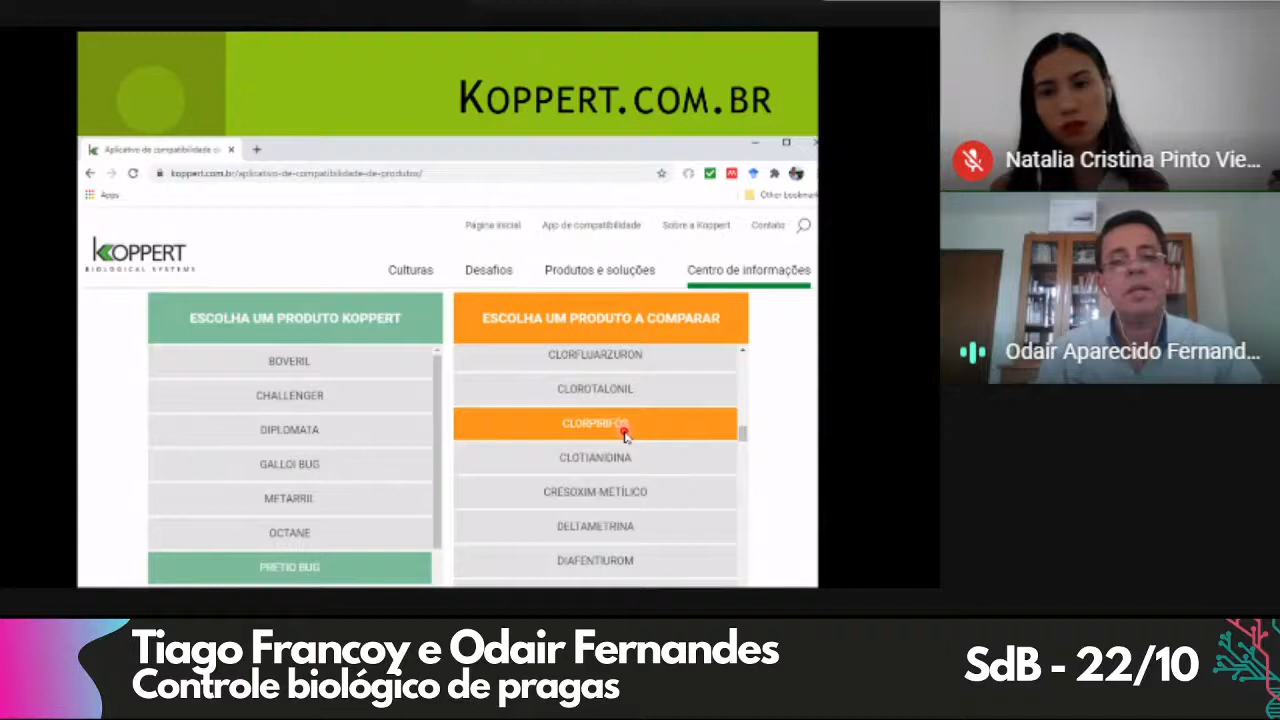 KOPPERT.COM.BR
Aplicativo de compatibilidade d
koppert.com.br/aplicativo-de-compatibilidade-de-produtos/
Apps
Other bookmar
Página inicial
App de compatibilidade
Sobre a Koppert
Contato
KOPPERT
BIOLOGICAL SYSTEMS
Culturas
Desafios
Produtos e soluções
Centro de informações
ESCOLHA UM PRODUTO KOPPERT
BOVERIL
CHALLENGER
DIPLOMATA
GALLOI BUG
METARRIL
OCTANE
PRETIO BUG
ESCOLHA UM PRODUTO A COMPARAR
CLORFLUARZURON
CLOROTALONIL
CLORPIRIFÓS
CLOTIANIDINA
CRESOXIM-METÍLICO
DELTAMETRINA
DIAFENTIUROM
Natalia Cristina Pinto Vie...
Odair Aparecido Fernand...
Tiago Francoy e Odair Fernandes
Controle biológico de pragas
SdB - 22/10